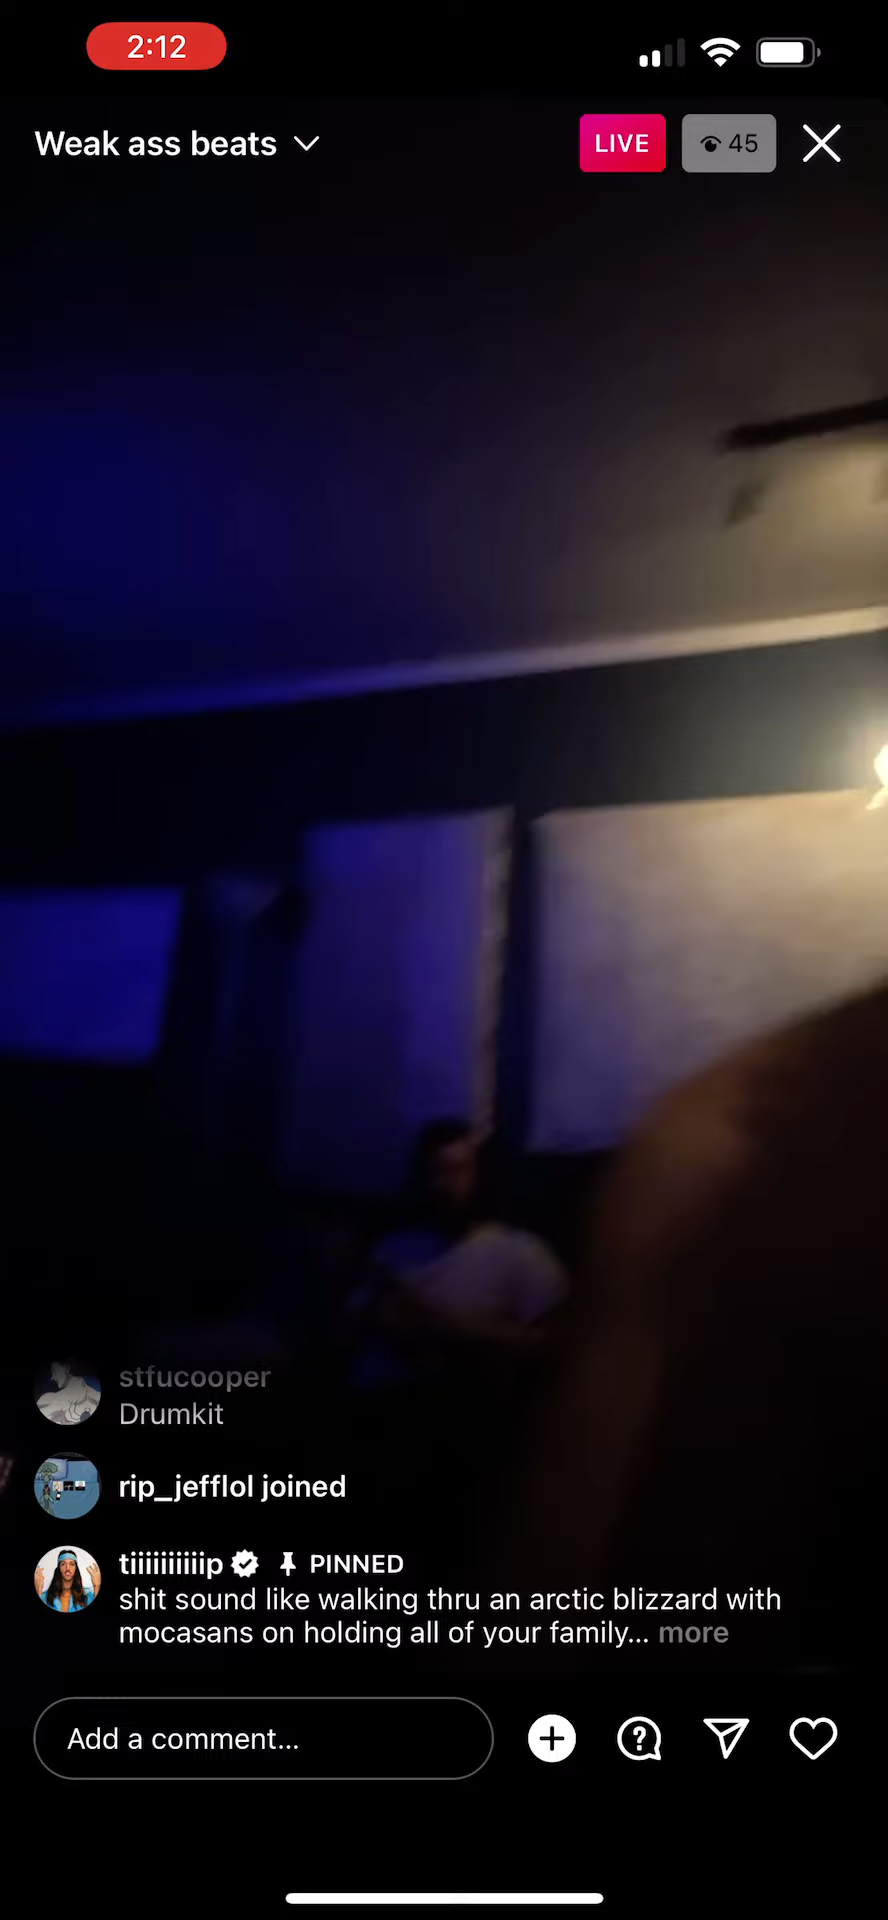 2:12
Weak ass beats
LIVE
45
stfucooper
Drumkit
rip_jefflol joined
tiiiiiiiiiip PINNED
shit sound like walking thru an arctic blizzard with
mocasans on holding all of your family... more
Add a comment...